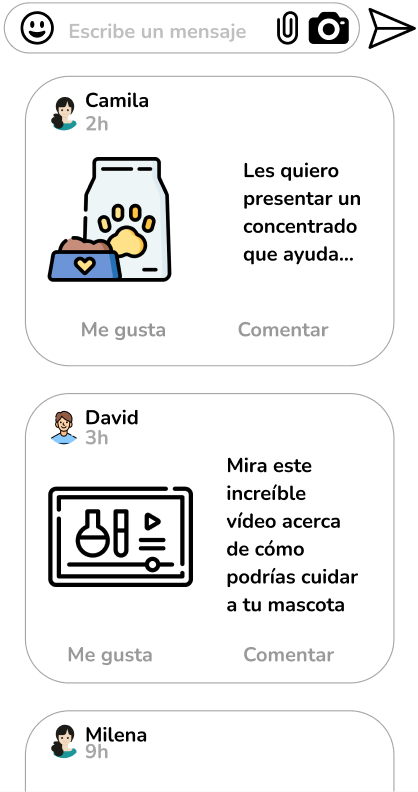 Escribe un mensaje
Camila
2h
Les quiero
presentar un
concentrado
que ayuda...
Me gusta
Comentar
David
3h
Mira este
increíble
vídeo acerca
de cómo
podrías cuidar
a tu mascota
Me gusta
Comentar
Milena
9h